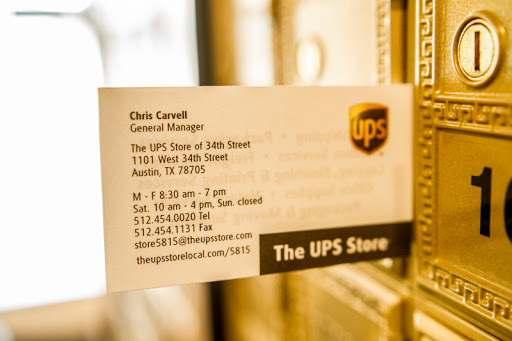 Chris Carvell
General Manager
The UPS Store of 34th Street
1101 West 34th Street
Austin, TX 78705
M - F 8:30 am - 7 pm
Sat. 10 am - 4 pm, Sun. closed
512.454.0020 Tel
512.454.1131 Fax
store5815@theupsstore.com
theupsstorelocal.com/5815
ups
The UPS Store